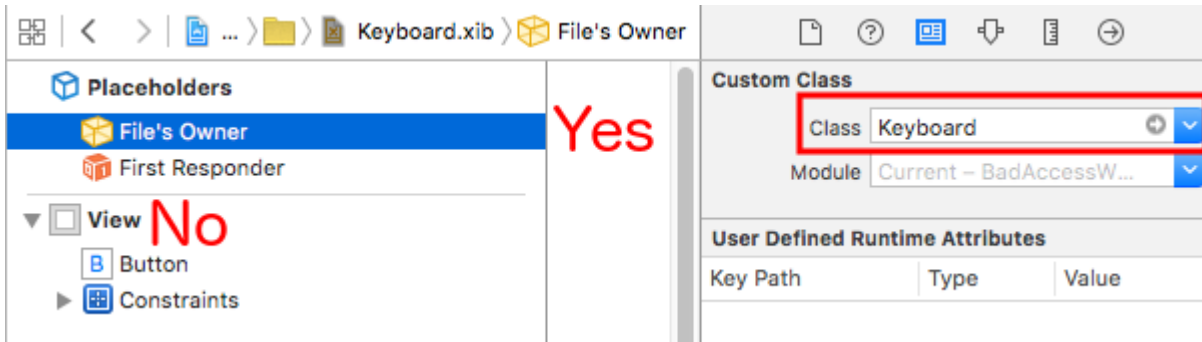 ... Keyboard.xib File's Owner
Placeholders
File's Owner
First Responder
Yes
View
No
B Button
Constraints
Custom Class
Class Keyboard
Module Current – BadAccessW...
User Defined Runtime Attributes
Key Path Type Value